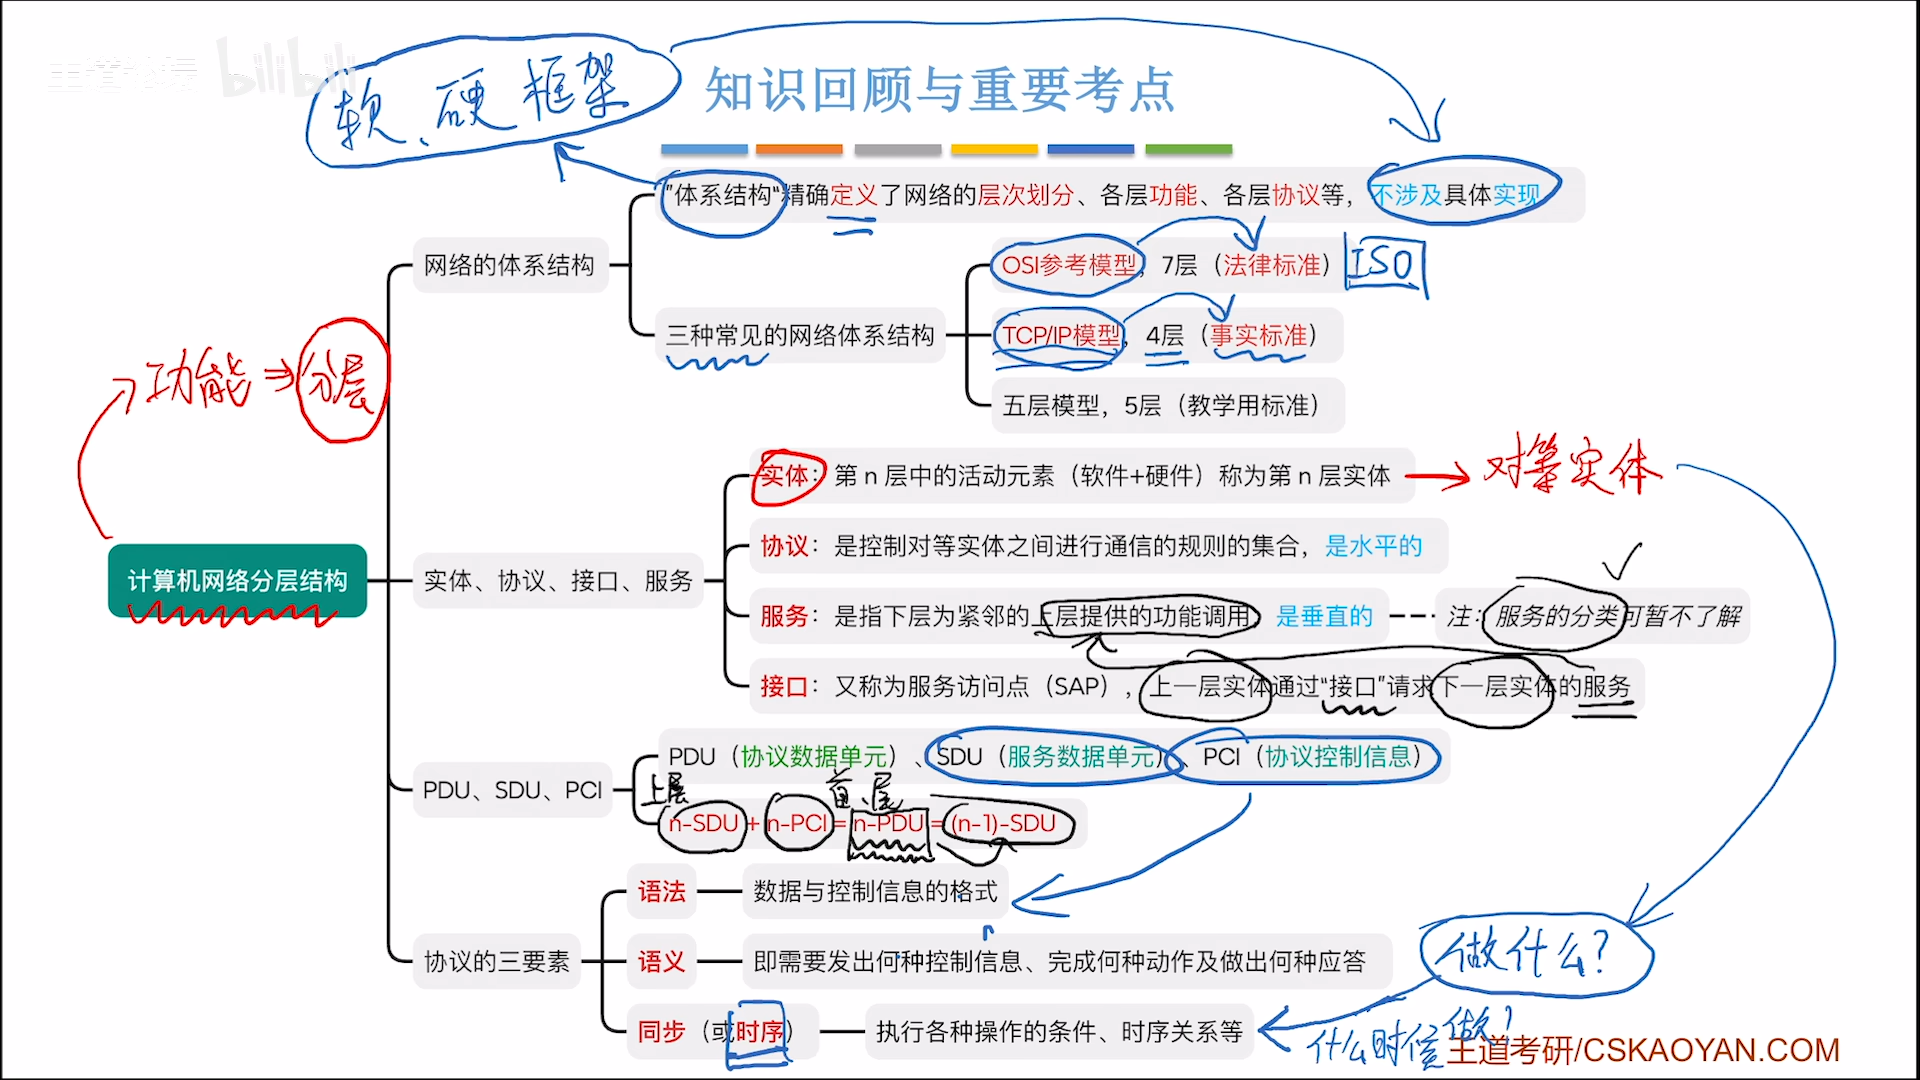 王道论坛 bilibili
软、硬 框架
知识回顾与重要考点
"体系结构"精确定义了网络的层次划分、各层功能、各层协议等，不涉及具体实现
网络的体系结构
OSI参考模型，7层（法律标准） ISO
三种常见的网络体系结构
TCP/IP模型，4层（事实标准）
五层模型，5层（教学用标准）
功能⇒分层
实体：第 n 层中的活动元素（软件+硬件）称为第 n 层实体 → 对等实体
协议：是控制对等实体之间进行通信的规则的集合，是水平的
计算机网络分层结构
实体、协议、接口、服务
服务：是指下层为紧邻的上层提供的功能调用 是垂直的
注：服务的分类可暂不了解
接口：又称为服务访问点（SAP），上一层实体通过“接口”请求下一层实体的服务
PDU（协议数据单元）、SDU（服务数据单元）、PCI（协议控制信息）
PDU、SDU、PCI
上层 首、尾
n-SDU + n-PCI = n-PDU = (n-1)-SDU
语法 数据与控制信息的格式
协议的三要素
语义 即需要发出何种控制信息、完成何种动作及做出何种应答
做什么？
同步（或时序） 执行各种操作的条件、时序关系等
什么时候做？
王道考研/CSKAOYAN.COM